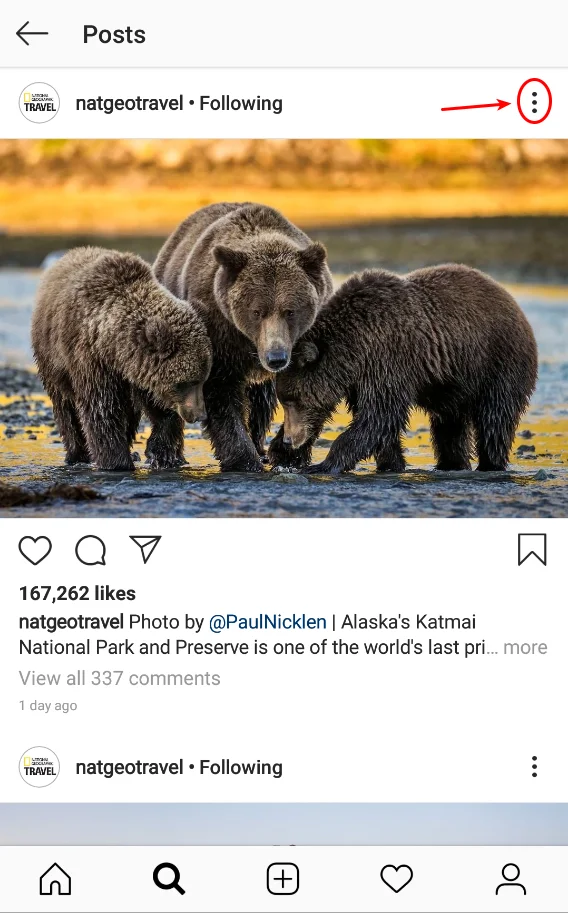 Posts
NATIONAL
GEOGRAPHIC
TRAVEL
natgeotravel • Following
167,262 likes
natgeotravel Photo by @PaulNicklen | Alaska's Katmai
National Park and Preserve is one of the world's last pri... more
View all 337 comments
1 day ago
NATIONAL
GEOGRAPHIC
TRAVEL
natgeotravel • Following